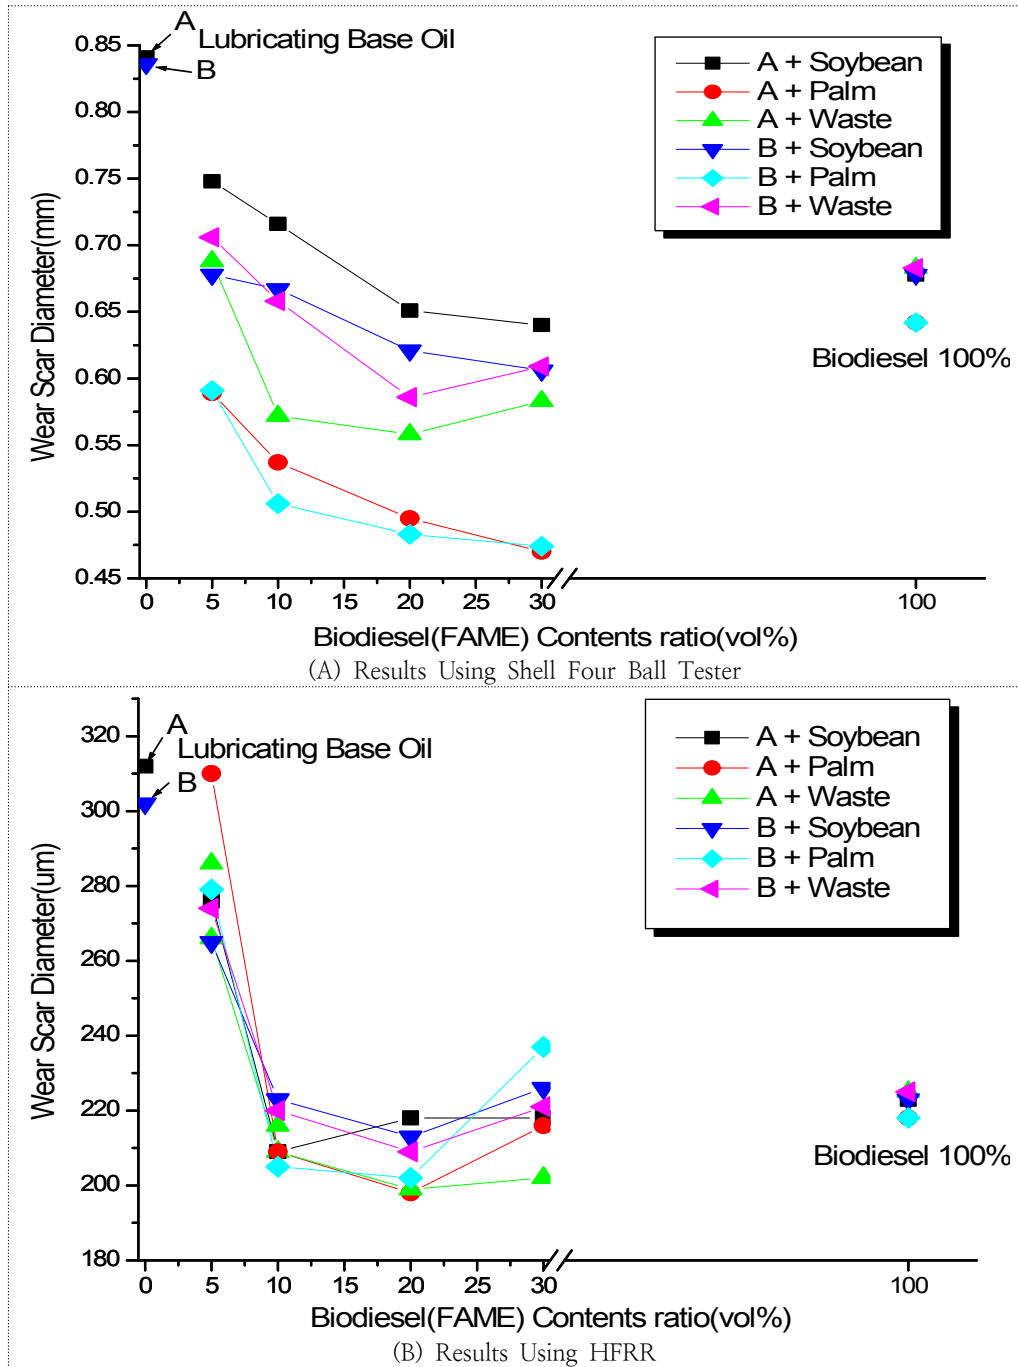 A
Lubricating Base Oil
B
A + Soybean
A + Palm
A + Waste
B + Soybean
B + Palm
B + Waste
Wear Scar Diameter(mm)
0.85
0.80
0.75
0.70
0.65
0.60
0.55
0.50
0.45
Biodiesel 100%
0 5 10 15 20 25 30 100
Biodiesel(FAME) Contents ratio(vol%)
(A) Results Using Shell Four Ball Tester
A
Lubricating Base Oil
B
A + Soybean
A + Palm
A + Waste
B + Soybean
B + Palm
B + Waste
Wear Scar Diameter(um)
320
300
280
260
240
220
200
180
Biodiesel 100%
0 5 10 15 20 25 30 100
Biodiesel(FAME) Contents ratio(vol%)
(B) Results Using HFRR